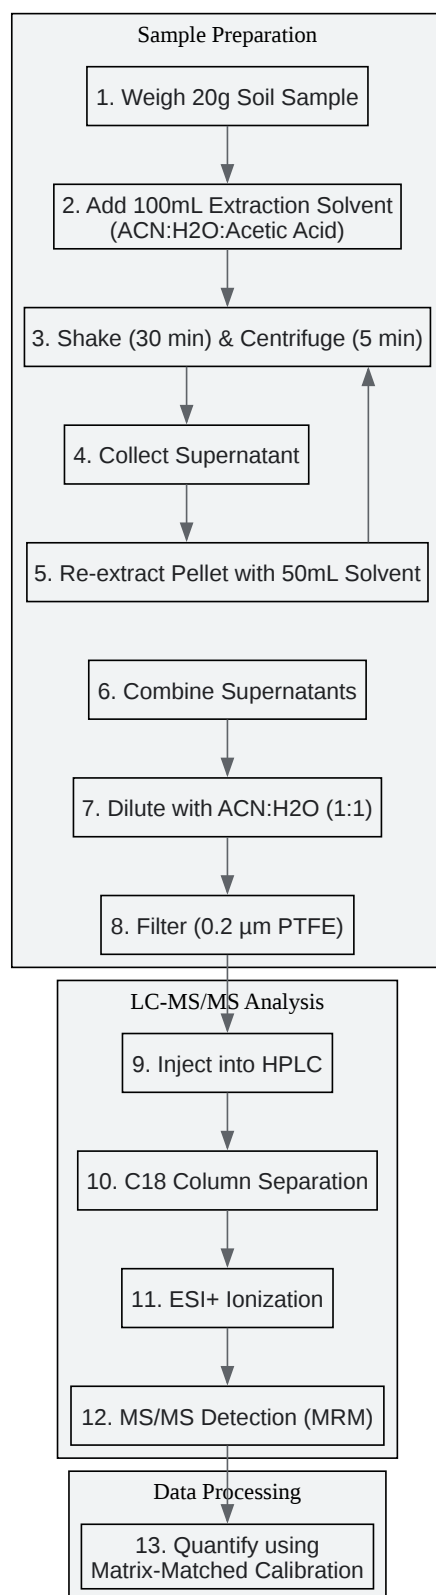 Sample Preparation
1. Weigh 20g Soil Sample
2. Add 100mL Extraction Solvent
(ACN:H2O:Acetic Acid)
3. Shake (30 min) & Centrifuge (5 min)
4. Collect Supernatant
5. Re-extract Pellet with 50mL Solvent
6. Combine Supernatants
7. Dilute with ACN:H2O (1:1)
8. Filter (0.2 µm PTFE)
LC-MS/MS Analysis
9. Inject into HPLC
10. C18 Column Separation
11. ESI+ Ionization
12. MS/MS Detection (MRM)
Data Processing
13. Quantify using
Matrix-Matched Calibration